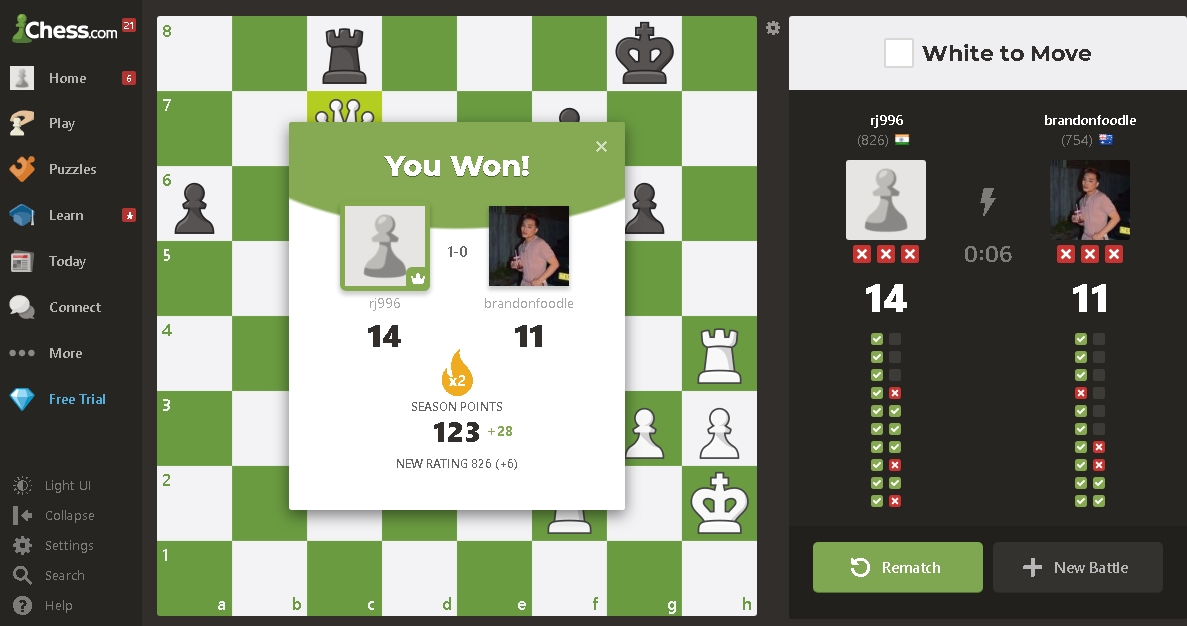 Chess.com 21
Home 6
Play
Puzzles
Learn
Today
Connect
More
Free Trial
Light UI
Collapse
Settings
Search
Help
8
7
6
5
4
3
2
1
a b c d e f g h
You Won!
1-0
rj996 brandonfoodle
14 11
x2
SEASON POINTS
123 +28
NEW RATING 826 (+6)
White to Move
rj996 brandonfoodle
(826) (754)
0:06
14 11
Rematch New Battle